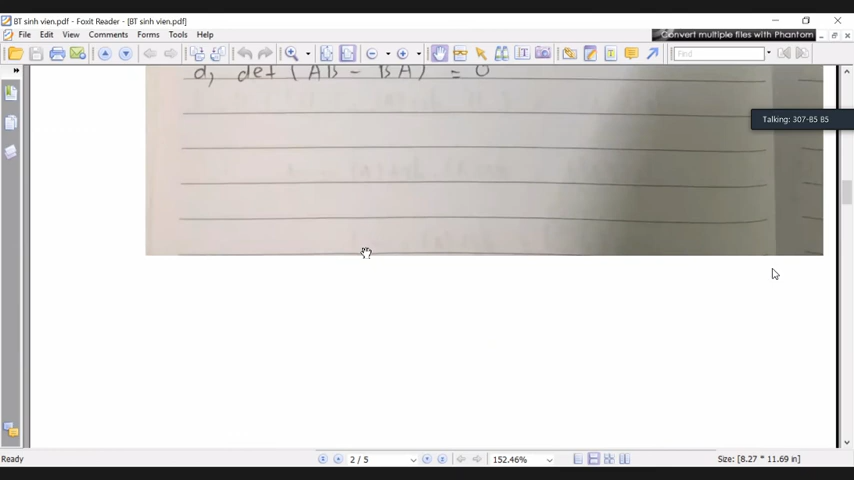 BT sinh vien.pdf - Foxit Reader - [BT sinh vien.pdf]
File Edit View Comments Forms Tools Help
Convert multiple files with Phantom
Find
d, det (AB - BA) = 0
Talking: 307-B5 B5
Ready
2 / 5
152.46%
Size: [8.27 * 11.69 in]